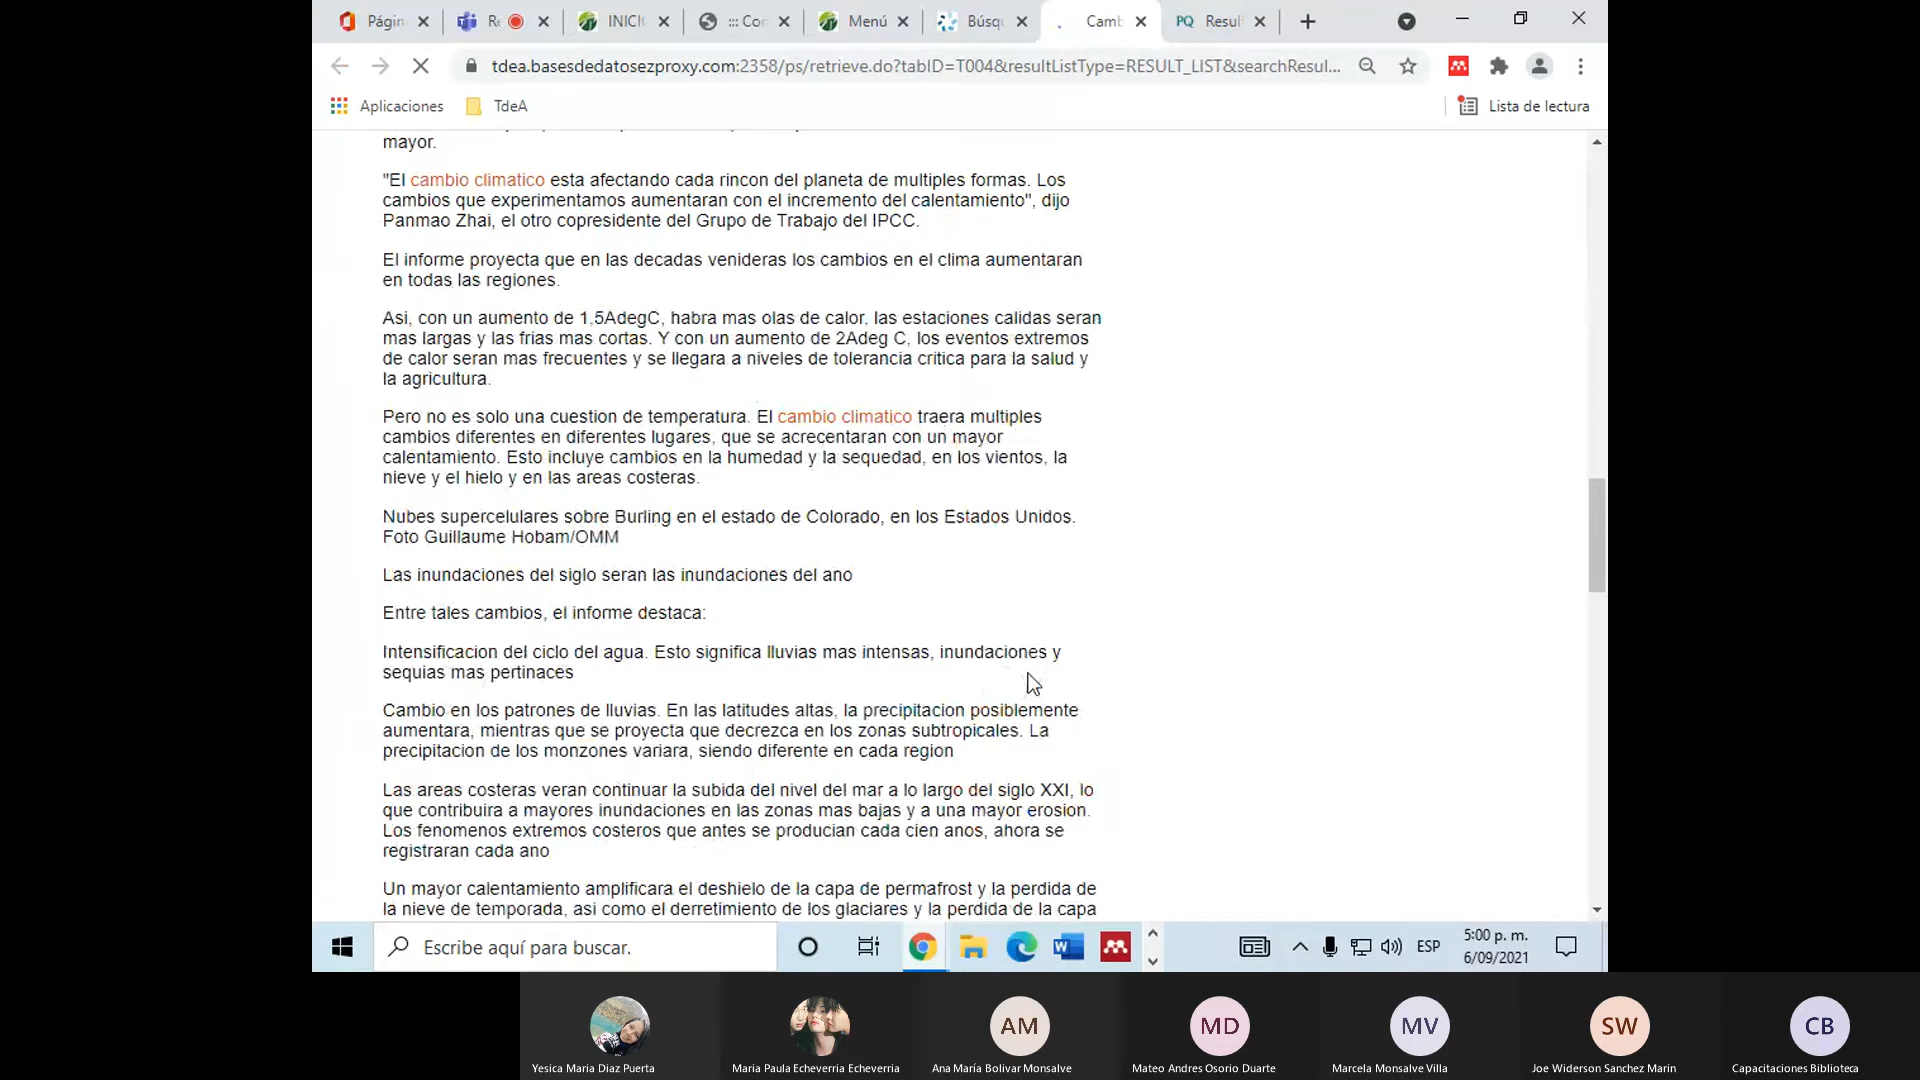 Págin
Re
INICI
::: Con
Menú
Búsq
Camb
PQ Resul
tdea.basesdedatosezproxy.com:2358/ps/retrieve.do?tabID=T004&resultListType=RESULT_LIST&searchResul...
Aplicaciones
TdeA
Lista de lectura
mayor.
"El cambio climatico esta afectando cada rincon del planeta de multiples formas. Los
cambios que experimentamos aumentaran con el incremento del calentamiento", dijo
Panmao Zhai, el otro copresidente del Grupo de Trabajo del IPCC.
El informe proyecta que en las decadas venideras los cambios en el clima aumentaran
en todas las regiones.
Asi, con un aumento de 1,5AdegC, habra mas olas de calor, las estaciones calidas seran
mas largas y las frias mas cortas. Y con un aumento de 2Adeg C, los eventos extremos
de calor seran mas frecuentes y se llegara a niveles de tolerancia critica para la salud y
la agricultura.
Pero no es solo una cuestion de temperatura. El cambio climatico traera multiples
cambios diferentes en diferentes lugares, que se acrecentaran con un mayor
calentamiento. Esto incluye cambios en la humedad y la sequedad, en los vientos, la
nieve y el hielo y en las areas costeras.
Nubes supercelulares sobre Burling en el estado de Colorado, en los Estados Unidos.
Foto Guillaume Hobam/OMM
Las inundaciones del siglo seran las inundaciones del ano
Entre tales cambios, el informe destaca:
Intensificacion del ciclo del agua. Esto significa lluvias mas intensas, inundaciones y
sequias mas pertinaces
Cambio en los patrones de lluvias. En las latitudes altas, la precipitacion posiblemente
aumentara, mientras que se proyecta que decrezca en los zonas subtropicales. La
precipitacion de los monzones variara, siendo diferente en cada region
Las areas costeras veran continuar la subida del nivel del mar a lo largo del siglo XXI, lo
que contribuira a mayores inundaciones en las zonas mas bajas y a una mayor erosion.
Los fenomenos extremos costeros que antes se producian cada cien anos, ahora se
registraran cada ano
Un mayor calentamiento amplificara el deshielo de la capa de permafrost y la perdida de
la nieve de temporada, asi como el derretimiento de los glaciares y la perdida de la capa
Escribe aquí para buscar.
ESP
5:00 p. m.
6/09/2021
AM
MD
MV
SW
CB
Yesica Maria Diaz Puerta
Maria Paula Echeverria Echeverria
Ana María Bolivar Monsalve
Mateo Andres Osorio Duarte
Marcela Monsalve Villa
Joe Widerson Sanchez Marin
Capacitaciones Biblioteca